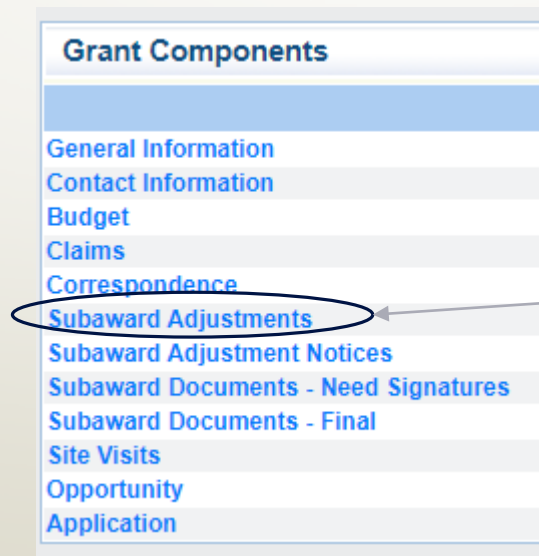 Grant Components
General Information
Contact Information
Budget
Claims
Correspondence
Subaward Adjustments
Subaward Adjustment Notices
Subaward Documents - Need Signatures
Subaward Documents - Final
Site Visits
Opportunity
Application